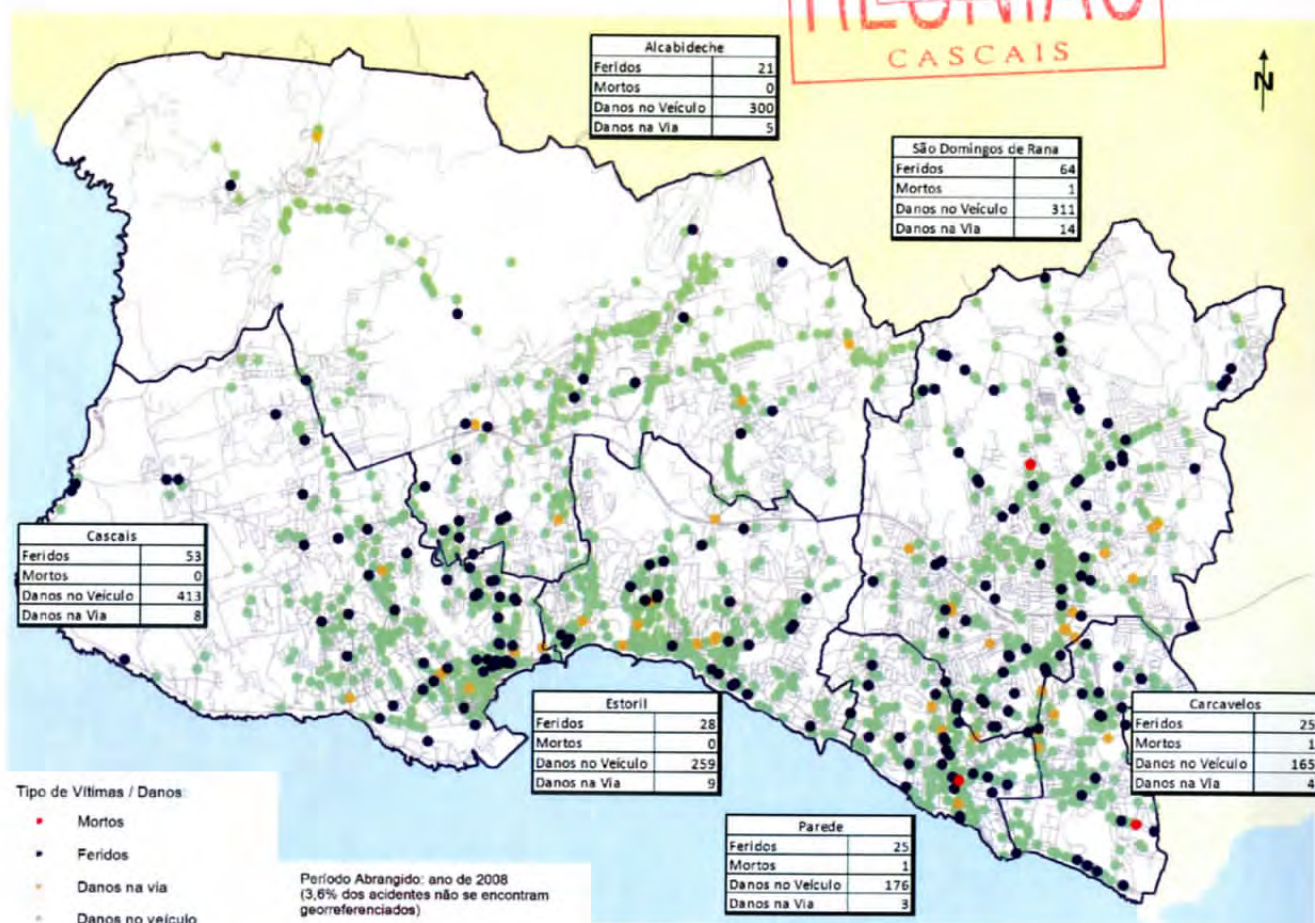 CASCAIS
N
Alcabideche
Feridos 21
Mortos 0
Danos no Veículo 300
Danos na Via 5
São Domingos de Rana
Feridos 64
Mortos 1
Danos no Veículo 311
Danos na Via 14
Cascais
Feridos 53
Mortos 0
Danos no Veículo 413
Danos na Via 8
Estoril
Feridos 28
Mortos 0
Danos no Veículo 259
Danos na Via 9
Carcavelos
Feridos 25
Mortos 1
Danos no Veículo 165
Danos na Via 4
Parede
Feridos 25
Mortos 1
Danos no Veículo 176
Danos na Via 3
Tipo de Vítimas / Danos
Mortos
Feridos
Danos na via
Danos no veículo
Período Abrangido: ano de 2008
(3,6% dos acidentes não se encontram
georreferenciados)